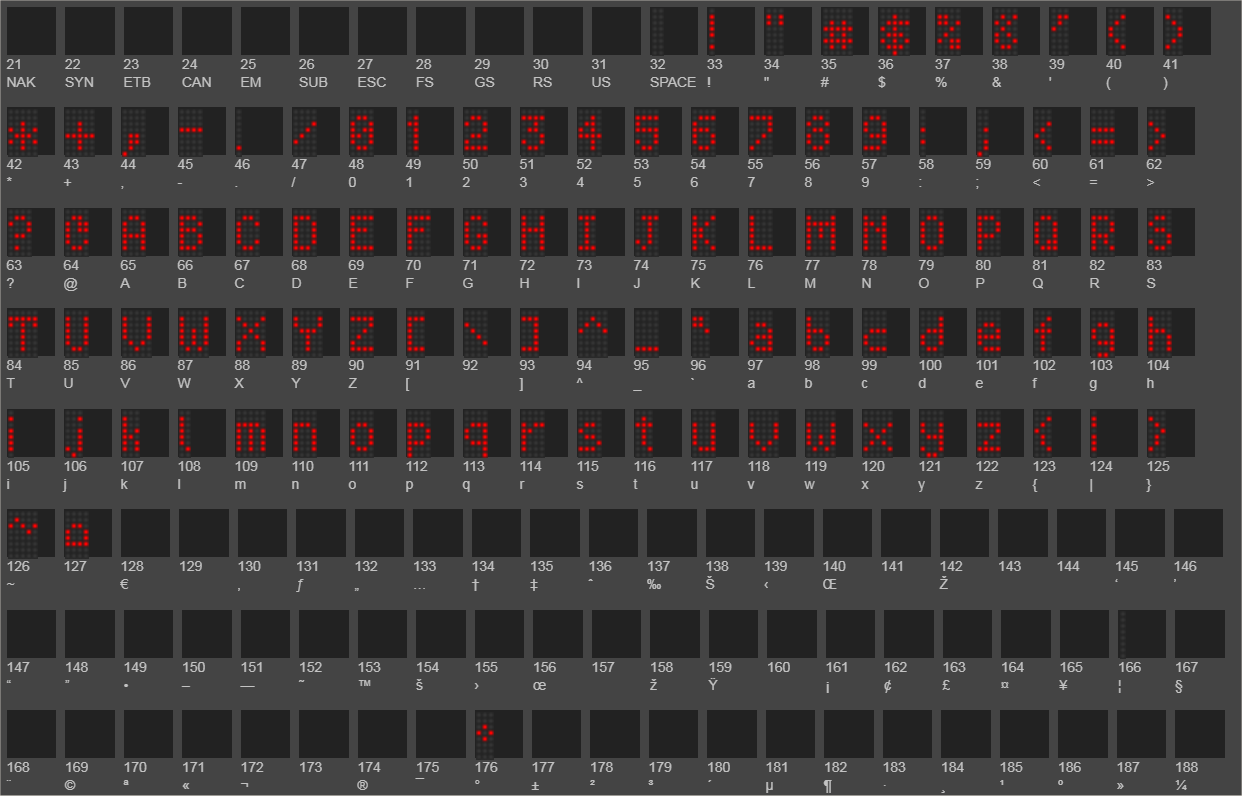 ! " # $ % & ' ( )
21 22 23 24 25 26 27 28 29 30 31 32 33 34 35 36 37 38 39 40 41
NAK SYN ETB CAN EM SUB ESC FS GS RS US SPACE ! " # $ % & ' ( )
* + , - . / 0 1 2 3 4 5 6 7 8 9 : ; < = >
42 43 44 45 46 47 48 49 50 51 52 53 54 55 56 57 58 59 60 61 62
* + , - . / 0 1 2 3 4 5 6 7 8 9 : ; < = >
? @ A B C D E F G H I J K L M N O P Q R S
63 64 65 66 67 68 69 70 71 72 73 74 75 76 77 78 79 80 81 82 83
? @ A B C D E F G H I J K L M N O P Q R S
T U V W X Y Z [ \ ] ^ _ ` a b c d e f g h
84 85 86 87 88 89 90 91 92 93 94 95 96 97 98 99 100 101 102 103 104
T U V W X Y Z [ ] ^ _ ` a b c d e f g h
i j k l m n o p q r s t u v w x y z { | }
105 106 107 108 109 110 111 112 113 114 115 116 117 118 119 120 121 122 123 124 125
i j k l m n o p q r s t u v w x y z { | }
~ ¤
126 127 128 129 130 131 132 133 134 135 136 137 138 139 140 141 142 143 144 145 146
~ € ‚ ƒ „ … † ‡ ˆ ‰ Š ‹ Œ Ž ‘ ’
147 148 149 150 151 152 153 154 155 156 157 158 159 160 161 162 163 164 165 166 167
“ ” • – — ˜ ™ š › œ ž Ÿ ¡ ¢ £ ¤ ¥ ¦ §
°
168 169 170 171 172 173 174 175 176 177 178 179 180 181 182 183 184 185 186 187 188
¨ © ª « ¬ ® ¯ ° ± ² ³ ´ µ ¶ · ¸ ¹ º » ¼